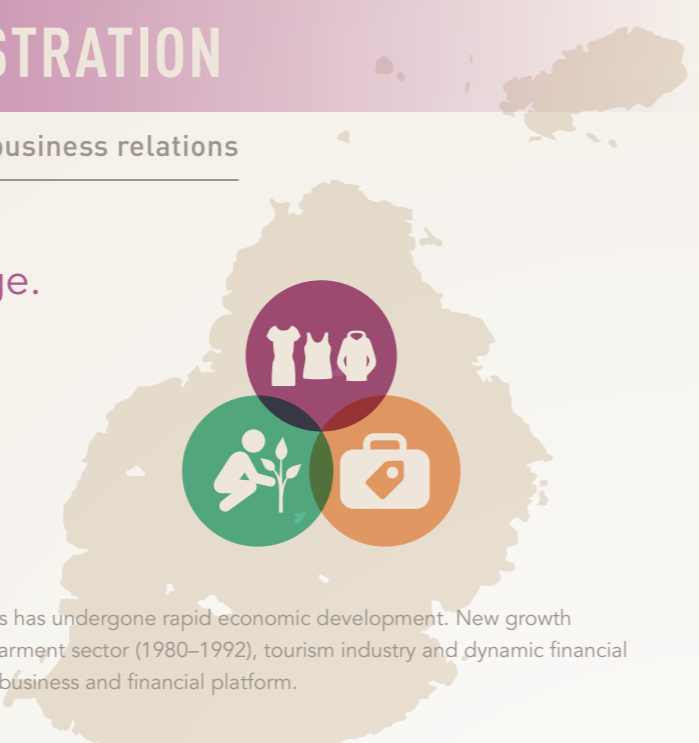 STRATION
business relations
ge.
s has undergone rapid economic development. New growth
arment sector (1980–1992), tourism industry and dynamic financial
business and financial platform.